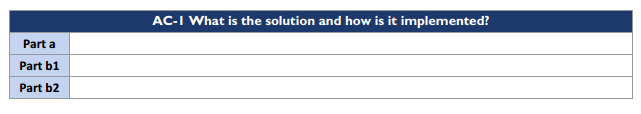 AC-1 What is the solution and how is it implemented?
Part a
Part b1
Part b2